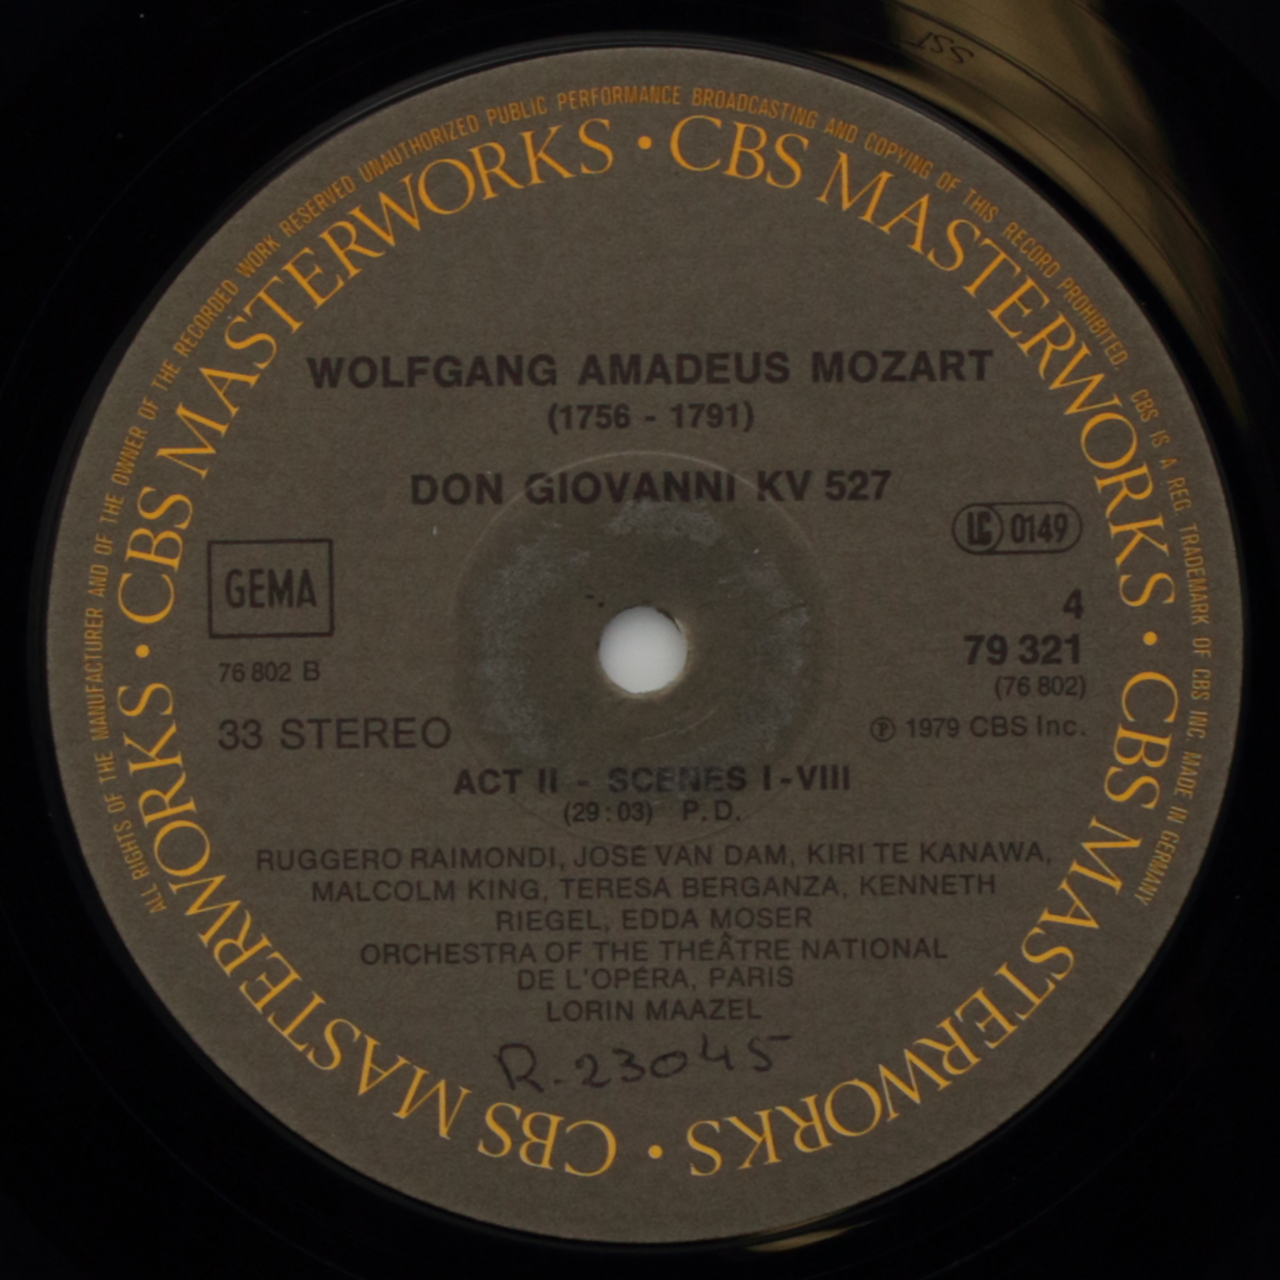 ALL RIGHTS OF THE MANUFACTURER AND OF THE OWNER OF THE RECORDED WORK RESERVED UNAUTHORIZED PUBLIC PERFORMANCE BROADCASTING AND COPYING OF THIS RECORD PROHIBITED. CBS IS A REG. TRADEMARK OF CBS INC. MADE IN GERMANY
CBS MASTERWORKS • CBS MASTERWORKS • CBS MASTERWORKS • CBS MASTERWORKS •
WOLFGANG AMADEUS MOZART
(1756 - 1791)
DON GIOVANNI KV 527
LC 0149
GEMA
4
79 321
76 802 B
(76 802)
33 STEREO
℗ 1979 CBS Inc.
ACT II - SCENES I-VIII
(29:03) P.D.
RUGGERO RAIMONDI, JOSÉ VAN DAM, KIRI TE KANAWA,
MALCOLM KING, TERESA BERGANZA, KENNETH
RIEGEL, EDDA MOSER
ORCHESTRA OF THE THÉÂTRE NATIONAL
DE L'OPÉRA, PARIS
LORIN MAAZEL
R. 23045